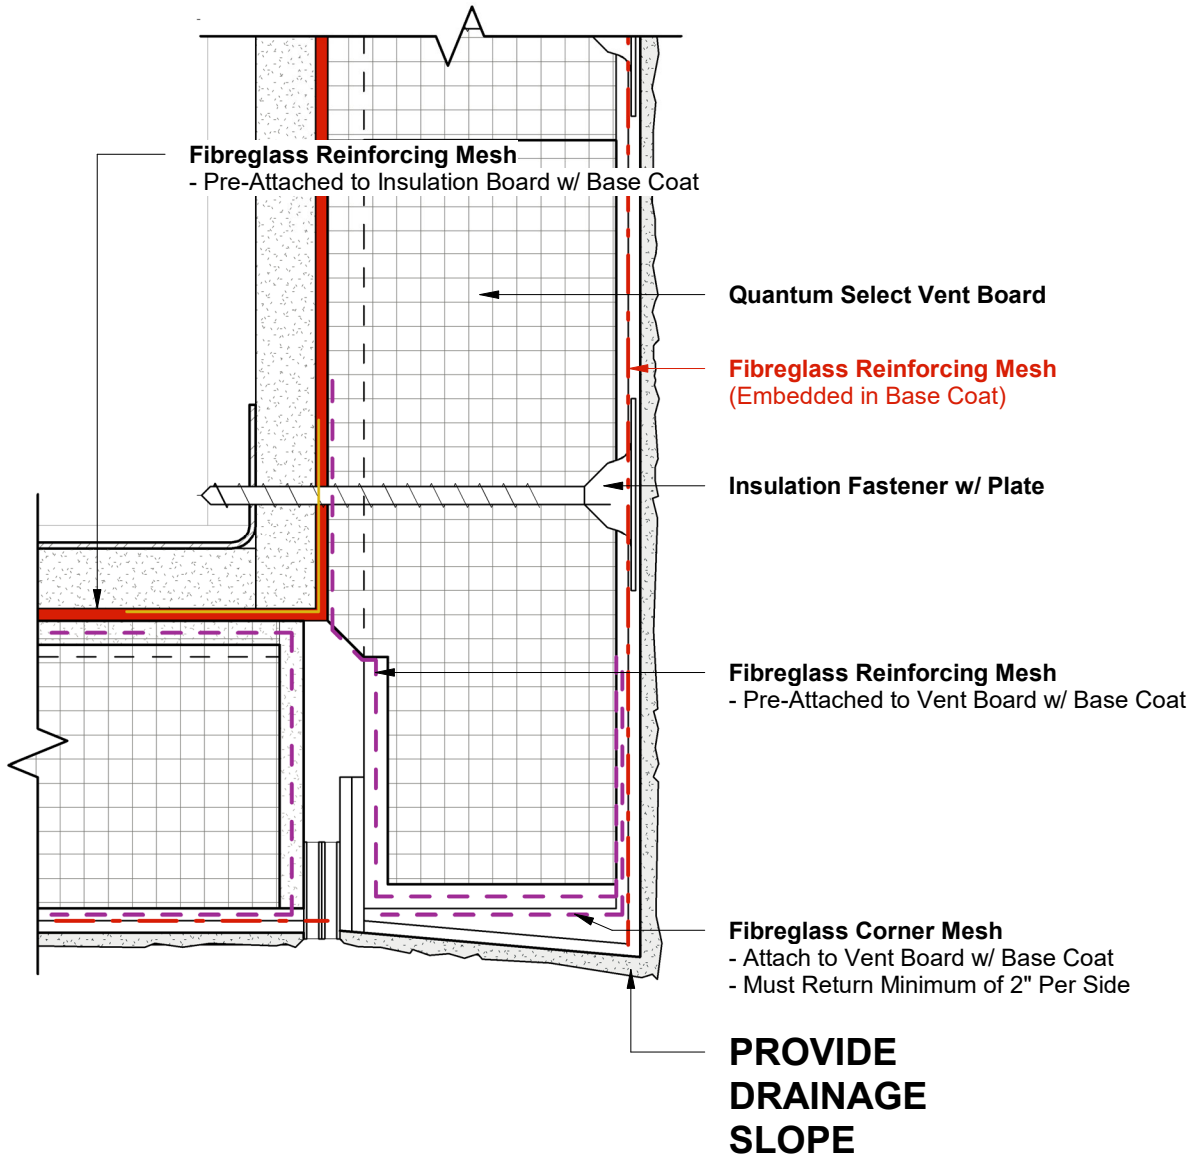 Fibreglass Reinforcing Mesh
- Pre-Attached to Insulation Board w/ Base Coat
Quantum Select Vent Board
Fibreglass Reinforcing Mesh
(Embedded in Base Coat)
Insulation Fastener w/ Plate
Fibreglass Reinforcing Mesh
- Pre-Attached to Vent Board w/ Base Coat
Fibreglass Corner Mesh
- Attach to Vent Board w/ Base Coat
- Must Return Minimum of 2" Per Side
PROVIDE
DRAINAGE
SLOPE